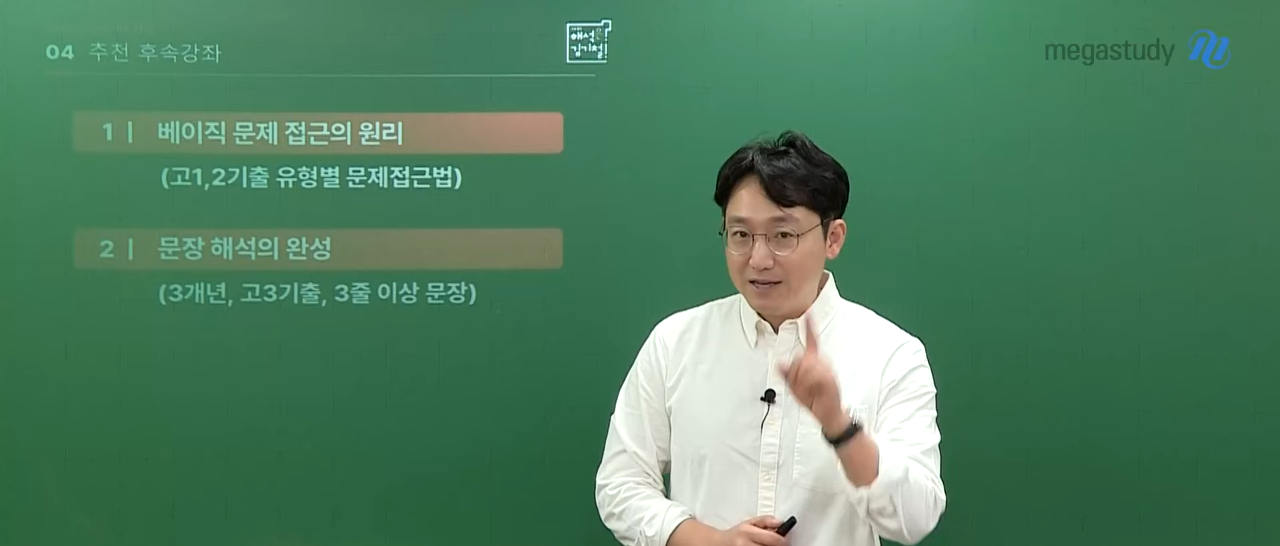 04 추천 후속강좌
해석은
김기철!
megastudy
1 | 베이직 문제 접근의 원리
(고1,2기출 유형별 문제접근법)
2 | 문장 해석의 완성
(3개년, 고3기출, 3줄 이상 문장)